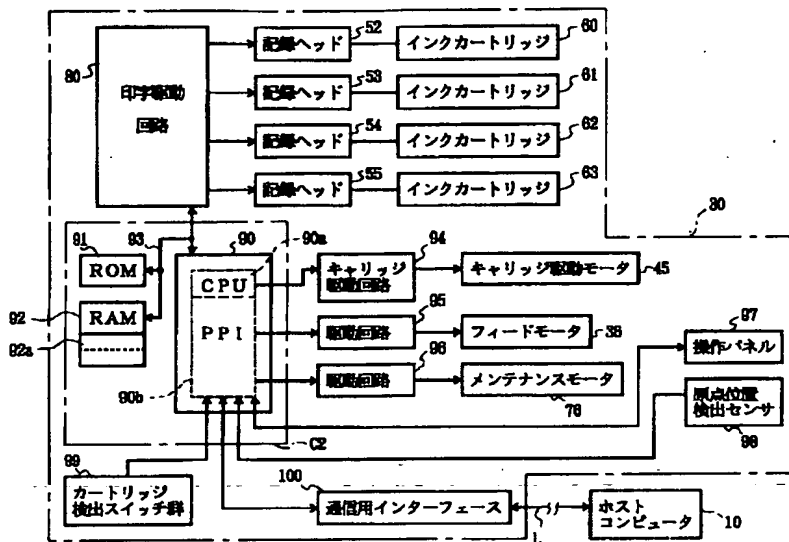 80
印字駆動
回路
記録ヘッド
52
インクカートリッジ
60
記録ヘッド
53
インクカートリッジ
61
記録ヘッド
54
インクカートリッジ
62
記録ヘッド
55
インクカートリッジ
63
30
91
93
90
90a
ROM
92
RAM
92a
CPU
PPI
90b
94
キャリッジ
駆動回路
キャリッジ駆動モータ
45
95
駆動回路
フィードモータ
36
96
駆動回路
メンテナンスモータ
76
97
操作パネル
原点位置
検出センサ
98
C2
99
カートリッジ
検出スイッチ群
100
通信用インターフェース
L
ホスト
コンピュータ
10